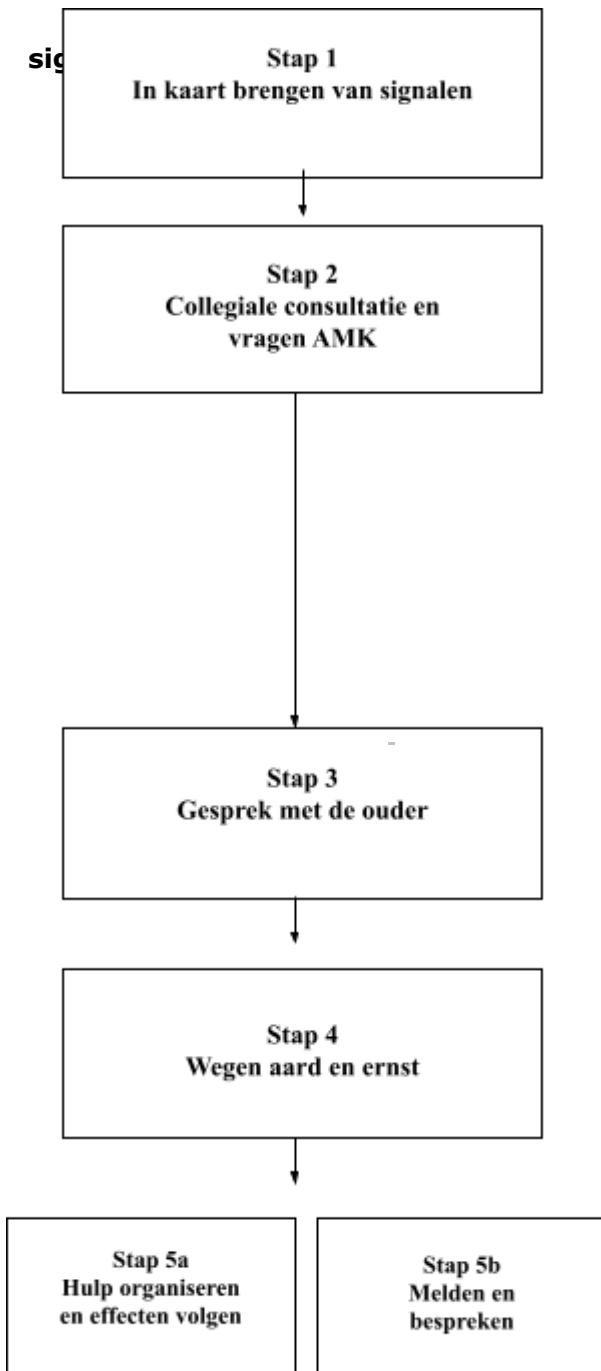 Stap 1
In kaart brengen van signalen
Stap 2
Collegiale consultatie en
vragen AMK
Stap 3
Gesprek met de ouder
Stap 4
Wegen aard en ernst
Stap 5a
Hulp organiseren
en effecten volgen
Stap 5b
Melden en
bespreken